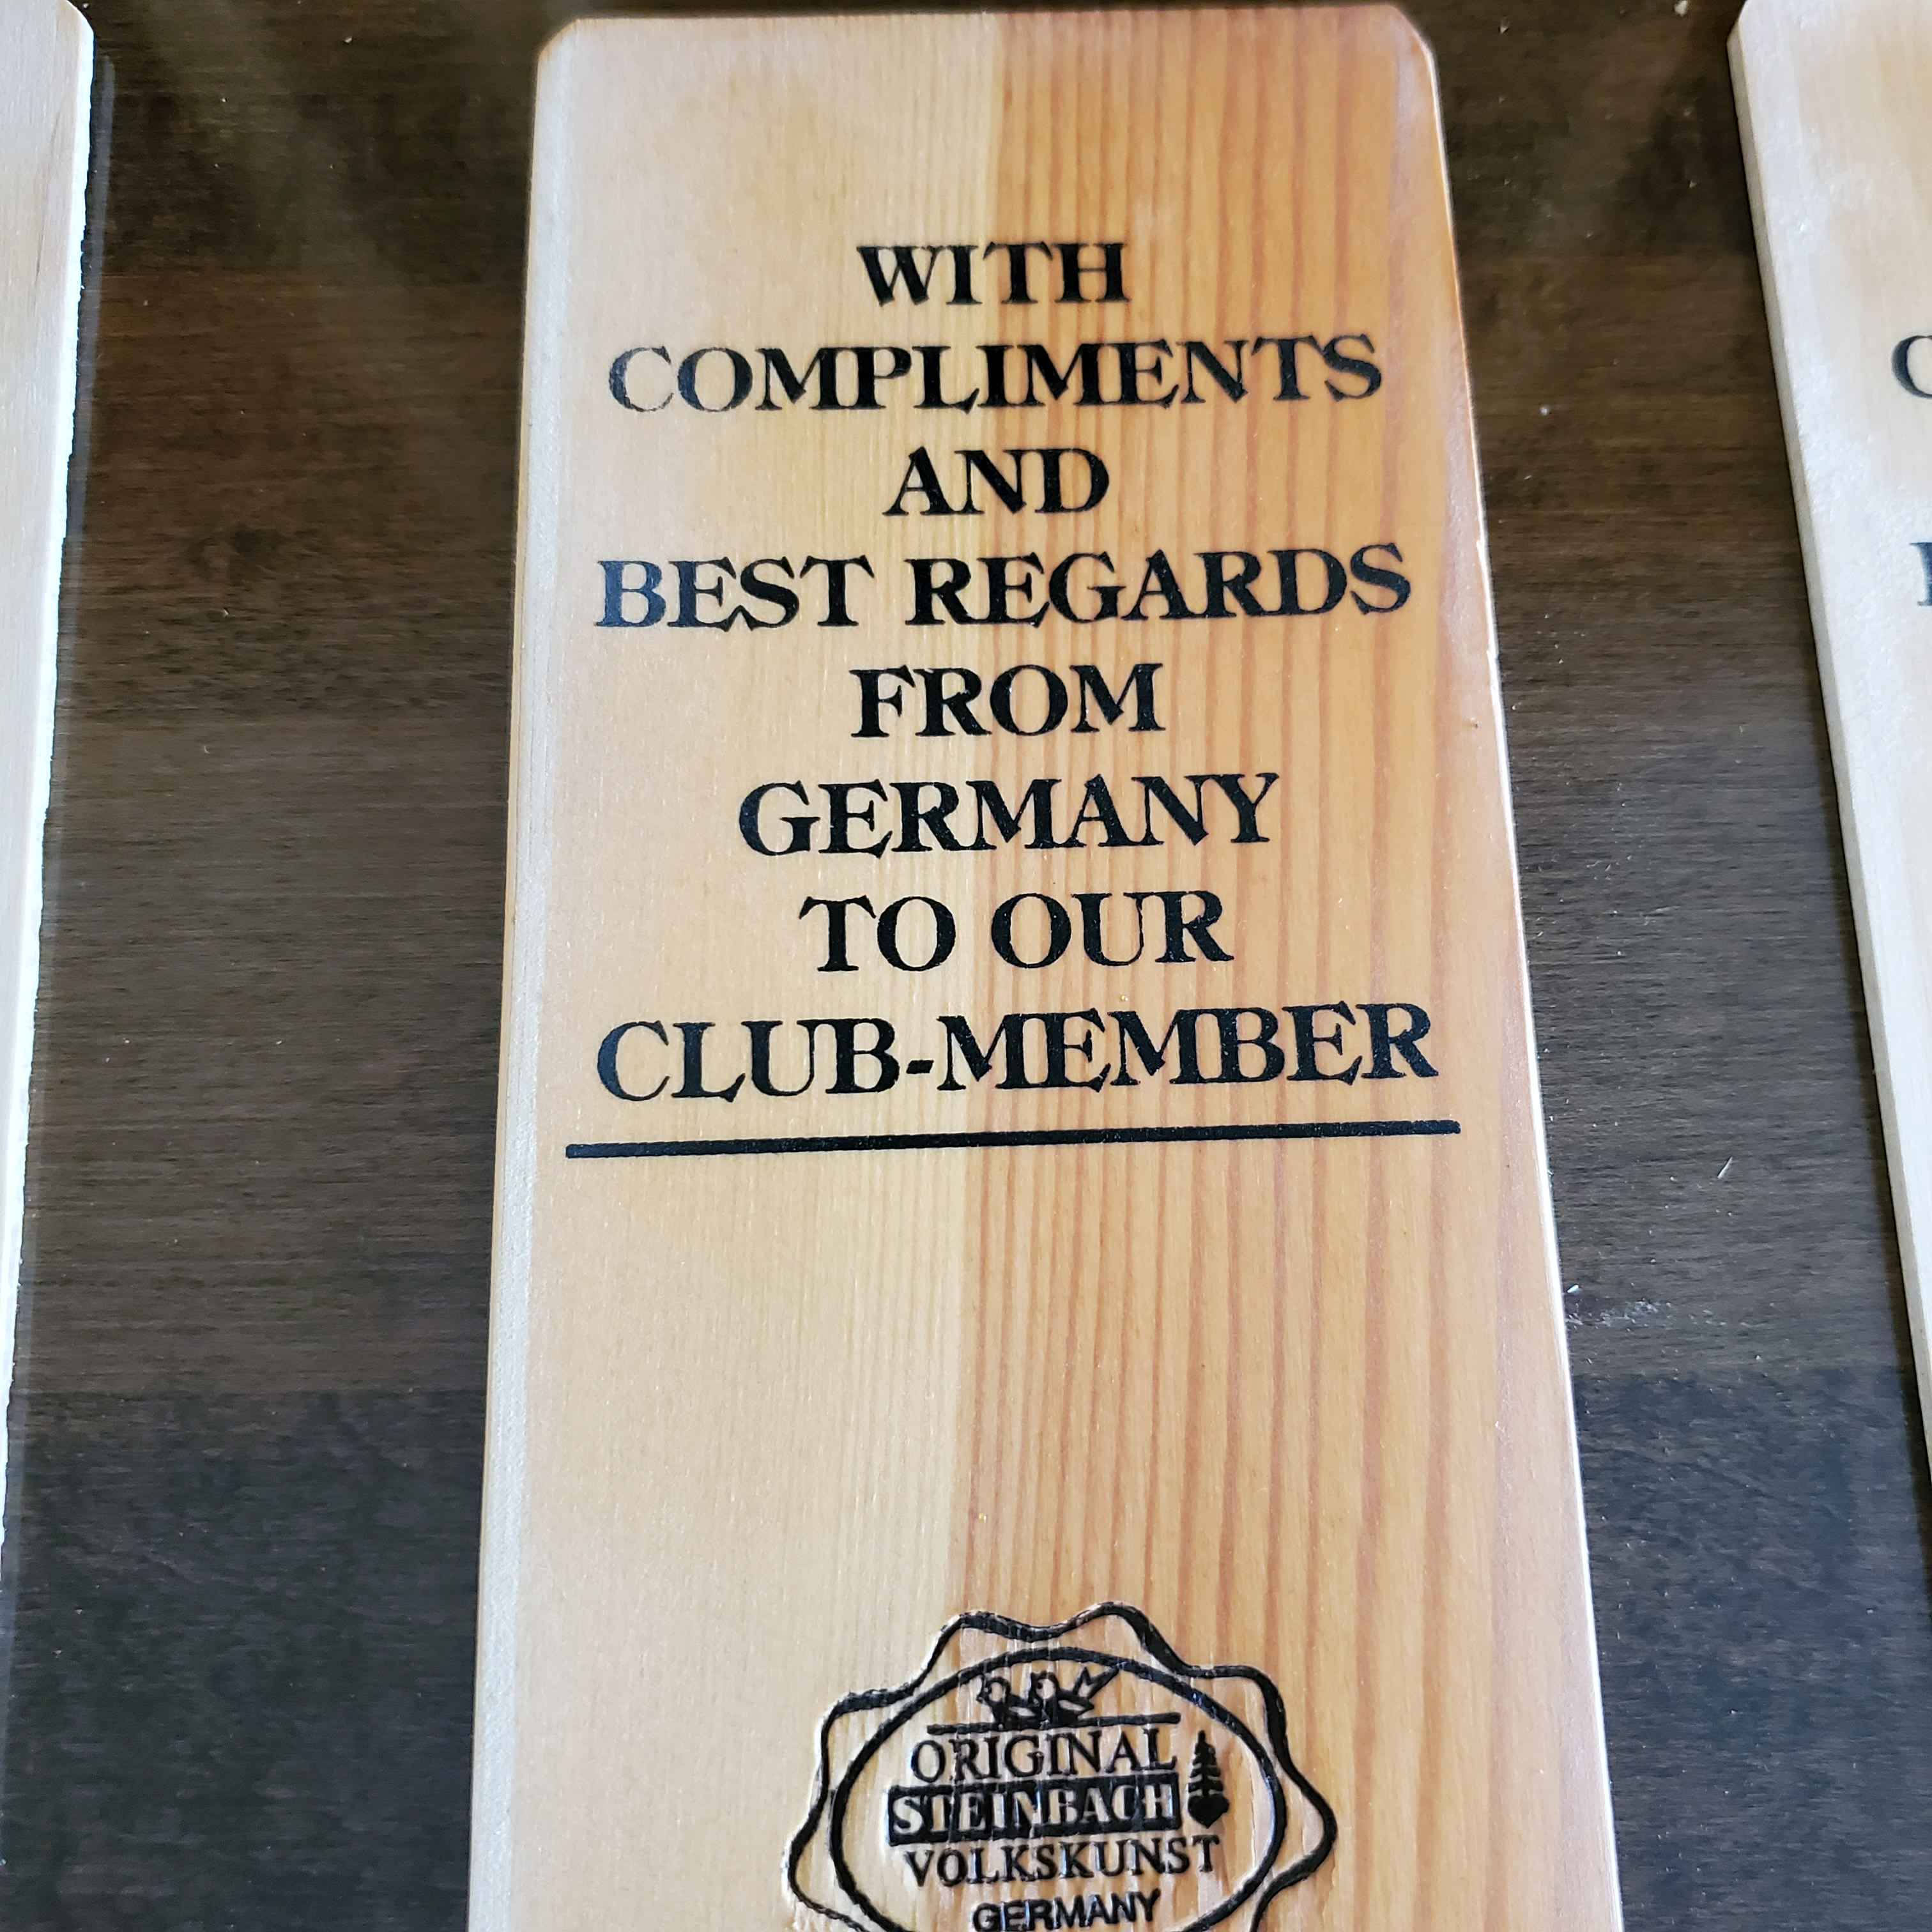 WITH
COMPLIMENTS
AND
BEST REGARDS
FROM
GERMANY
TO OUR
CLUB-MEMBER
ORIGINAL
STEINBACH
VOLKSKUNST
GERMANY